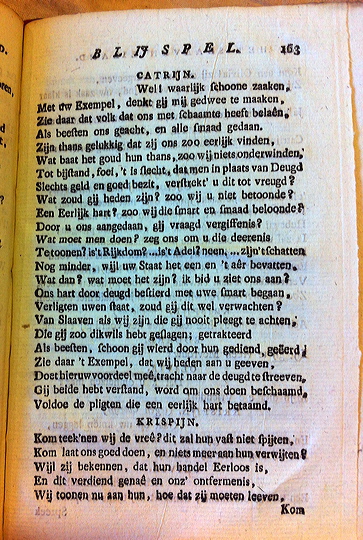 BLIJSPEL. 163
CATRIJN.
Wel! waarlijk schoone zaaken,
Met uw Exempel, denkt gij mij gedwee te maaken,
Zie daar dat volk dat ons met schaamte heeft belaên,
Als beesten ons geacht, en alle smaad gedaan.
Zijn thans gelukkig dat zij ons zoo eerlijk vinden,
Wat baat het goud hun thans, zoo wij niets onderwinden,
Tot bijstand, foei, 't is slecht, dat men in plaats van Deugd
Slechts geld en goed bezit, verstrekt' u dit tot vreugd?
Wat zoud gij heden zijn? zoo wij u niet betoonde?
Een Eerlijk hart? zoo wij die smart en smaad beloonde?
Door u ons aangedaan, gij vraagd vergiffenis?
Wat moet men doen? zeg ons om u die deerenis
Te toonen? is't Rijkdom? ... is't Adel? neen, ... zijn't schatten
Nog minder, wijl uw Staat het een en 't aêr bevatten.
Wat dan? wat moet het zijn? ik bid u ziet ons aan?
Ons hart door deugd bestierd met uwe smart begaan,
Verligten uwen staat, zoud gij dit wel verwachten?
Van Slaaven als wij zijn die gij nooit pleegt te achten,
Die gij zoo dikwils hebt geslagen; getrakteerd
Als beesten, schoon gij wierd door hun gediend, geëerd,
Zie daar 't Exempel, dat wij heden aan u geeven,
Doet hier uw voordeel meê, tracht naar de deugd te streeven,
Gij beide hebt verstand, word om ons doen beschaamd,
Voldoe de pligten die een eerlijk hart betaamd.
KRISPIJN.
Kom teek'nen wij de vreê? dit zal hun vast niet spijten,
Kom laat ons goed doen, en niets meer aan hun verwijten?
Wijl zij bekennen, dat hun handel Eerloos is,
En dit verdiend genaê en onz' ontfermenis,
Wij toonen nu aan hun, hoe dat zij moeten leeven,
Kom